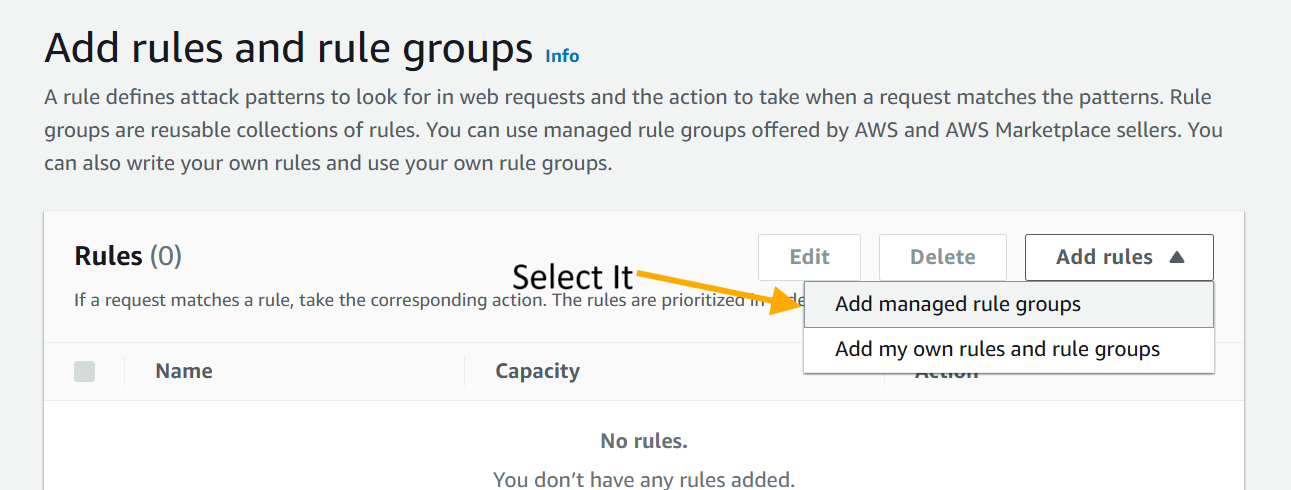 Add rules and rule groups Info
A rule defines attack patterns to look for in web requests and the action to take when a request matches the patterns. Rule
groups are reusable collections of rules. You can use managed rule groups offered by AWS and AWS Marketplace sellers. You
can also write your own rules and use your own rule groups.
Rules (0) Edit Delete Add rules
Select It
If a request matches a rule, take the corresponding action. The rules are prioritized in
Add managed rule groups
Add my own rules and rule groups
Name Capacity Action
No rules.
You don't have any rules added.